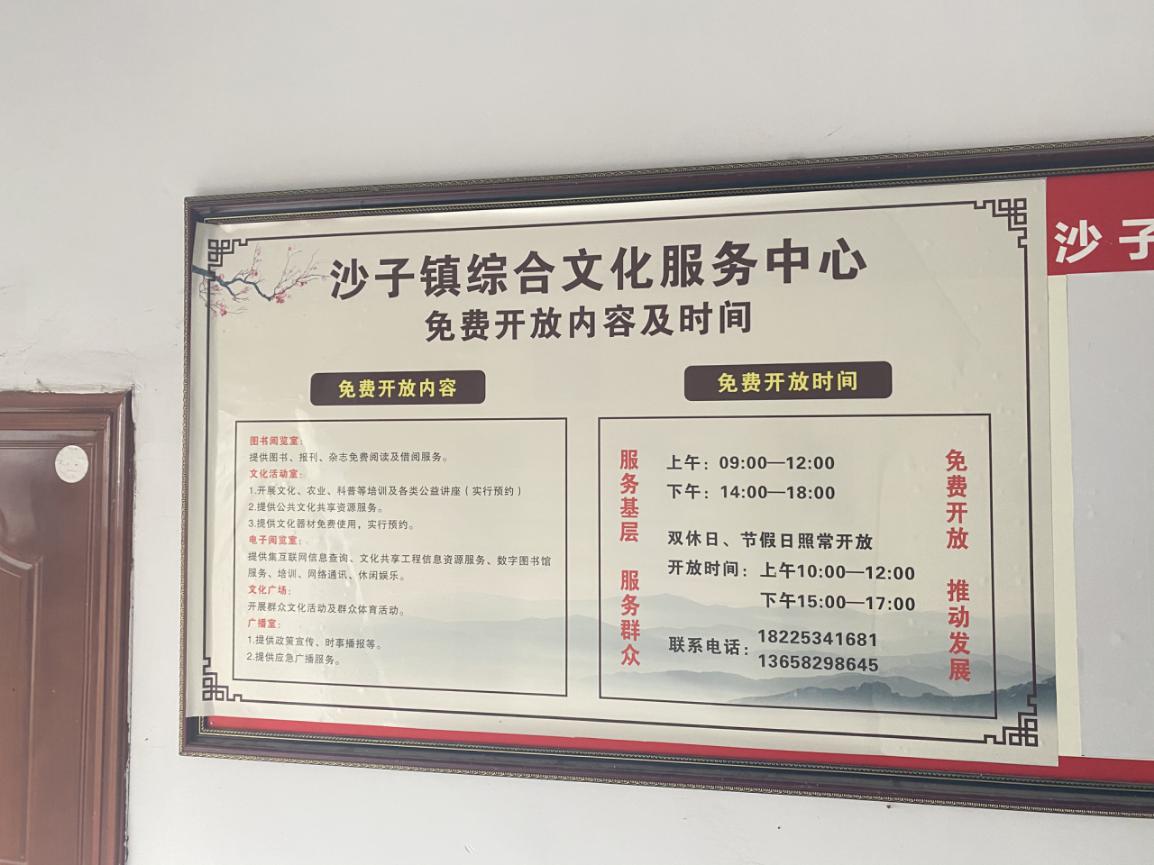 沙子镇综合文化服务中心
免费开放内容及时间
免费开放内容
图书阅览室：
提供图书、报刊、杂志免费阅读及借阅服务。
文化活动室：
1.开展文化、农业、科普等培训及各类公益讲座（实行预约）
2.提供公共文化共享资源服务。
3.提供文化器材免费使用，实行预约。
电子阅览室：
提供集互联网信息查询、文化共享工程信息资源服务、数字图书馆
服务、培训、网络通讯、休闲娱乐。
文化广场：
开展群众文化活动及群众体育活动。
广播室：
1.提供政策宣传、时事播报等。
2.提供应急广播服务。
免费开放时间
服务基层 服务群众
上午：09:00—12:00
下午：14:00—18:00
双休日、节假日照常开放
开放时间：上午10:00—12:00
下午15:00—17:00
联系电话：18225341681
13658298645
免费开放 推动发展
沙子